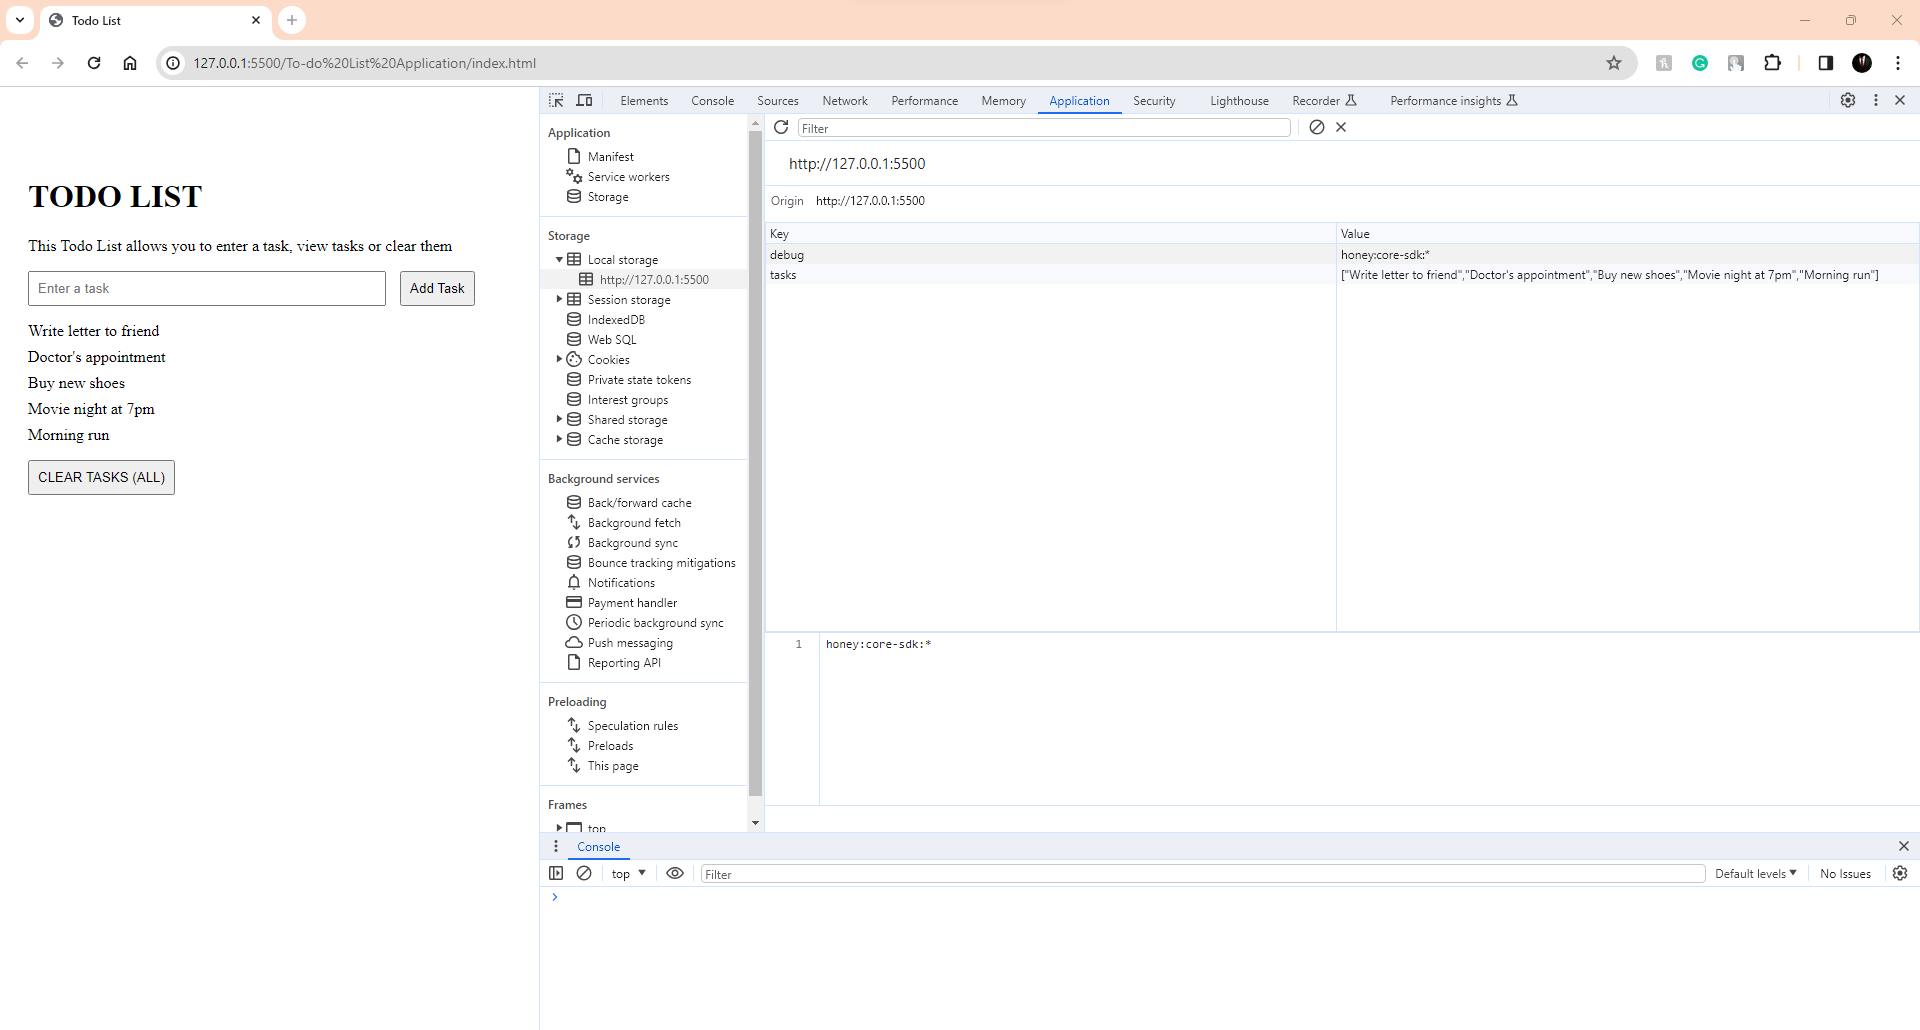 Todo List
127.0.0.1:5500/To-do%20List%20Application/index.html
TODO LIST
This Todo List allows you to enter a task, view tasks or clear them
Enter a task
Add Task
Write letter to friend
Doctor's appointment
Buy new shoes
Movie night at 7pm
Morning run
CLEAR TASKS (ALL)
Elements Console Sources Network Performance Memory Application Security Lighthouse Recorder Performance insights
Application
Manifest
Service workers
Storage
Storage
Local storage
http://127.0.0.1:5500
Session storage
IndexedDB
Web SQL
Cookies
Private state tokens
Interest groups
Shared storage
Cache storage
Background services
Back/forward cache
Background fetch
Background sync
Bounce tracking mitigations
Notifications
Payment handler
Periodic background sync
Push messaging
Reporting API
Preloading
Speculation rules
Preloads
This page
Frames
top
Filter
http://127.0.0.1:5500
Origin http://127.0.0.1:5500
Key Value
debug honey:core-sdk:*
tasks ["Write letter to friend","Doctor's appointment","Buy new shoes","Movie night at 7pm","Morning run"]
1 honey:core-sdk:*
Console
top Filter Default levels No Issues